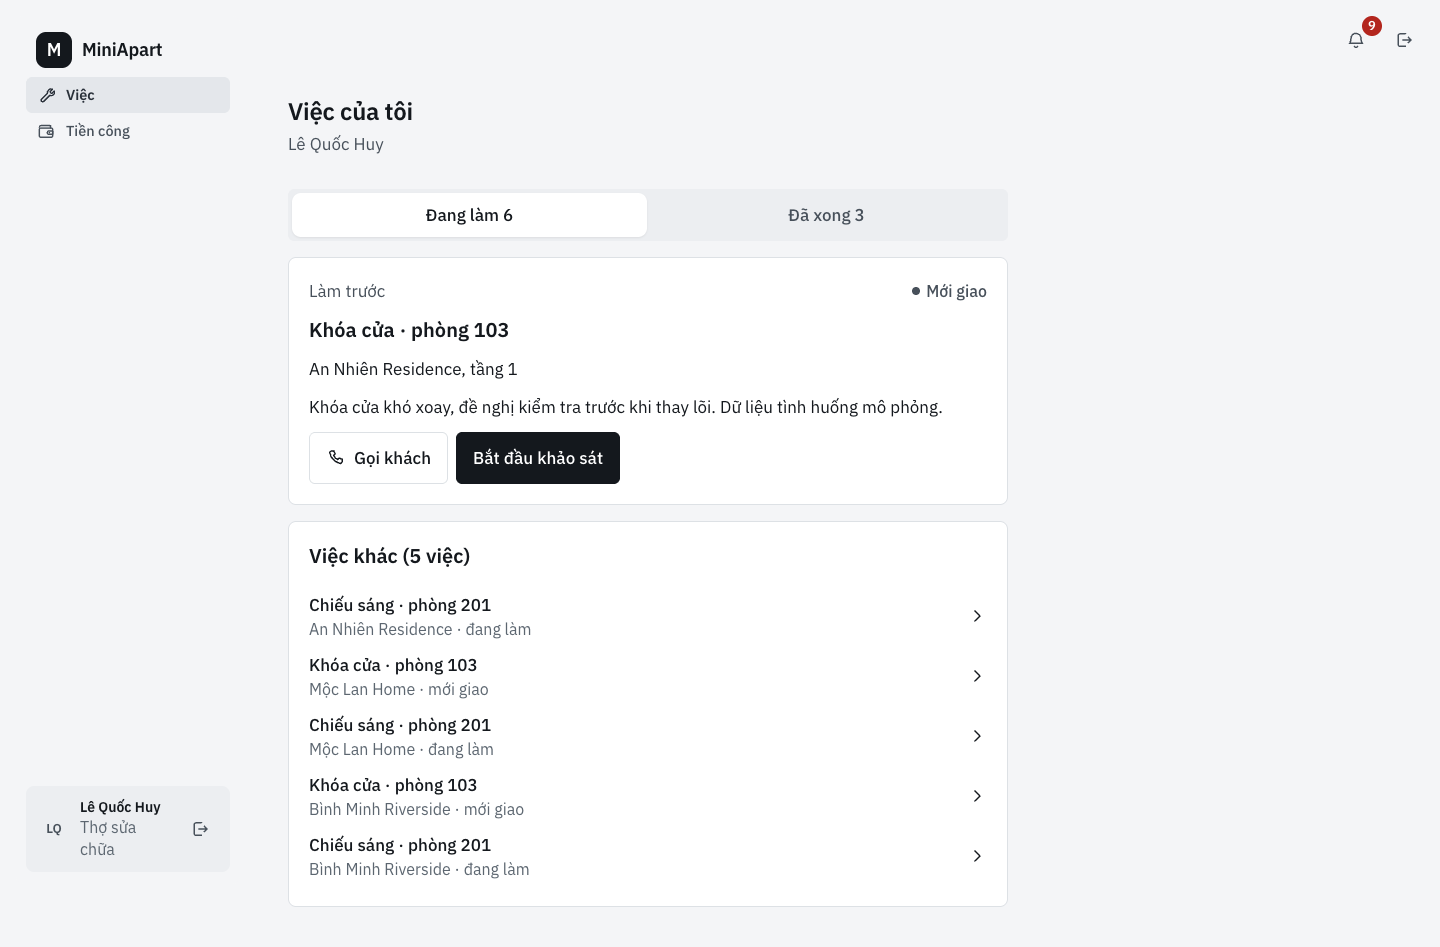 M MiniApart
9
Việc
Tiền công
Việc của tôi
Lê Quốc Huy
Đang làm 6
Đã xong 3
Làm trước
Mới giao
Khóa cửa · phòng 103
An Nhiên Residence, tầng 1
Khóa cửa khó xoay, đề nghị kiểm tra trước khi thay lõi. Dữ liệu tình huống mô phỏng.
Gọi khách
Bắt đầu khảo sát
Việc khác (5 việc)
Chiếu sáng · phòng 201
An Nhiên Residence · đang làm
Khóa cửa · phòng 103
Mộc Lan Home · mới giao
Chiếu sáng · phòng 201
Mộc Lan Home · đang làm
Khóa cửa · phòng 103
Bình Minh Riverside · mới giao
Chiếu sáng · phòng 201
Bình Minh Riverside · đang làm
LQ
Lê Quốc Huy
Thợ sửa
chữa